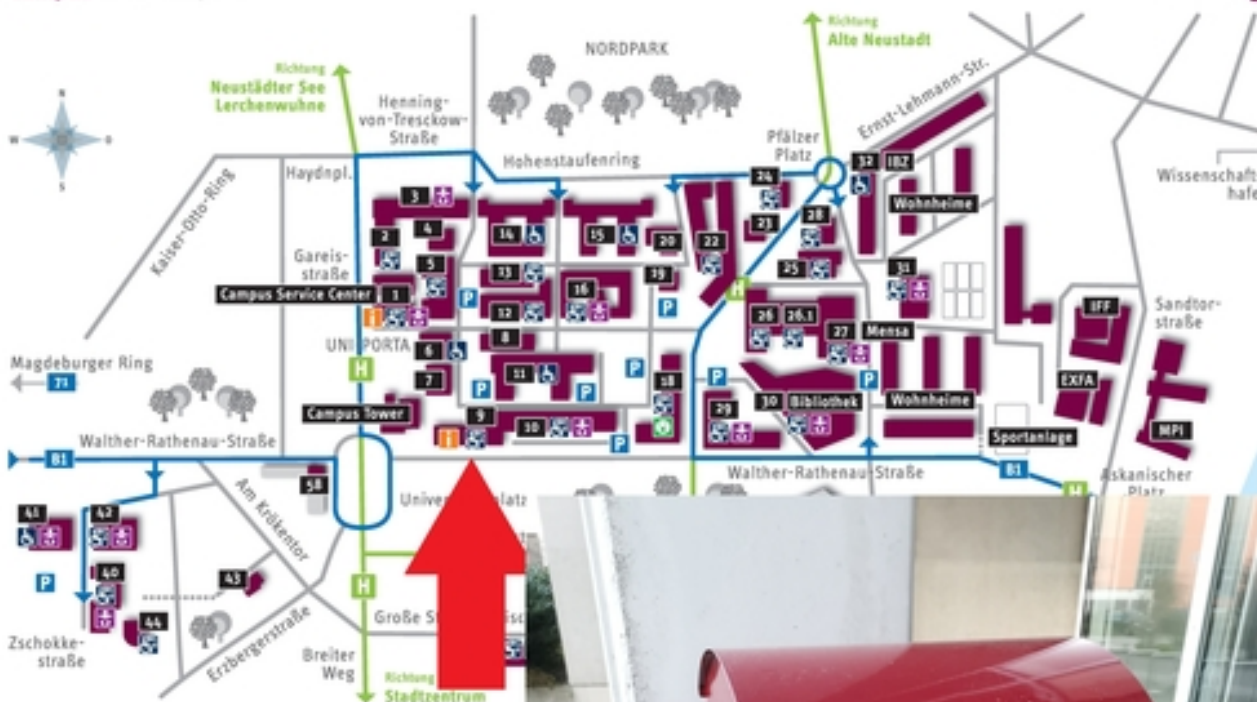 Richtung
Alte Neustadt
NORDPARK
Richtung
Neustädter See
Lerchenwuhne
Henning-
von-Tresckow-
Straße
Ernst-Lehmann-Str.
Pfälzer
Platz
N
W
O
S
Haydnpl.
Hohenstaufenring
Kaiser-Otto-Ring
Wissenschafts
hafe
32
IBZ
24
3
Wohnheime
2
4
14
15
20
22
23
28
Gareis-
straße
5
13
16
19
25
31
Campus Service Center
1
P
12
P
26
26.1
27
Mensa
IFF
Sandtor-
straße
H
i
UNI PORTA
8
6
7
11
P
P
P
18
P
P
H
Magdeburger Ring
71
EXFA
Campus Tower
9
10
29
30
Bibliothek
Wohnheime
i
P
Sportanlage
MPI
Walther-Rathenau-Straße
B1
Walther-Rathenau-Straße
B1
Askanischer
Platz
H
58
Am Krökentor
41
42
P
40
43
44
H
Zschokke-
straße
Erzbergerstraße
Große
Breiter
Weg
Richtung
Stadtzentrum